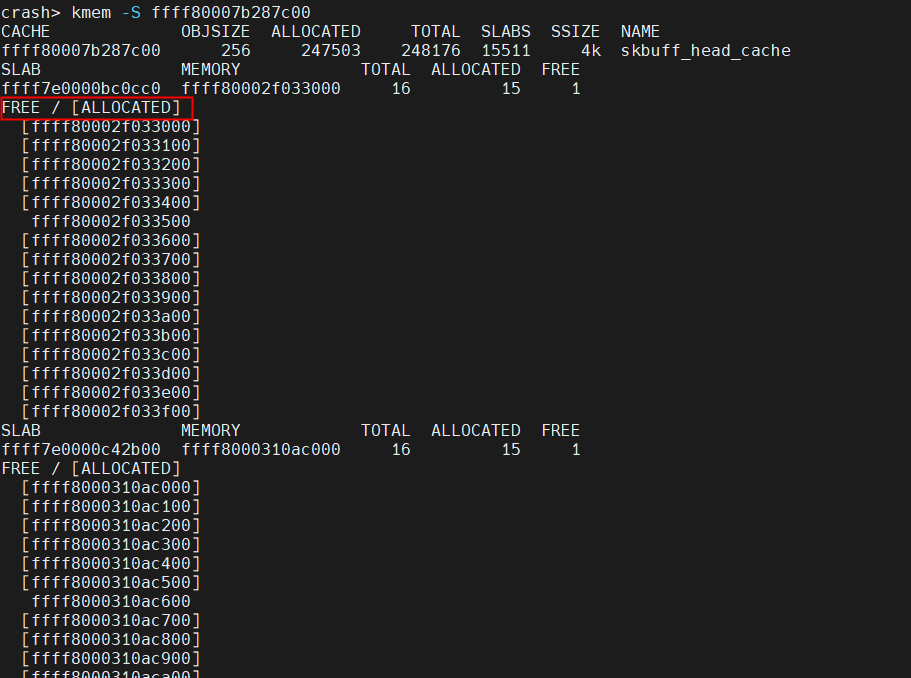 crash> kmem -S ffff80007b287c00
CACHE OBJSIZE ALLOCATED TOTAL SLABS SSIZE NAME
ffff80007b287c00 256 247503 248176 15511 4k skbuff_head_cache
SLAB MEMORY TOTAL ALLOCATED FREE
ffff7e0000bc0cc0 ffff80002f033000 16 15 1
FREE / [ALLOCATED]
[ffff80002f033000]
[ffff80002f033100]
[ffff80002f033200]
[ffff80002f033300]
[ffff80002f033400]
ffff80002f033500
[ffff80002f033600]
[ffff80002f033700]
[ffff80002f033800]
[ffff80002f033900]
[ffff80002f033a00]
[ffff80002f033b00]
[ffff80002f033c00]
[ffff80002f033d00]
[ffff80002f033e00]
[ffff80002f033f00]
SLAB MEMORY TOTAL ALLOCATED FREE
ffff7e0000c42b00 ffff8000310ac000 16 15 1
FREE / [ALLOCATED]
[ffff8000310ac000]
[ffff8000310ac100]
[ffff8000310ac200]
[ffff8000310ac300]
[ffff8000310ac400]
[ffff8000310ac500]
ffff8000310ac600
[ffff8000310ac700]
[ffff8000310ac800]
[ffff8000310ac900]
[ffff8000310aca00]